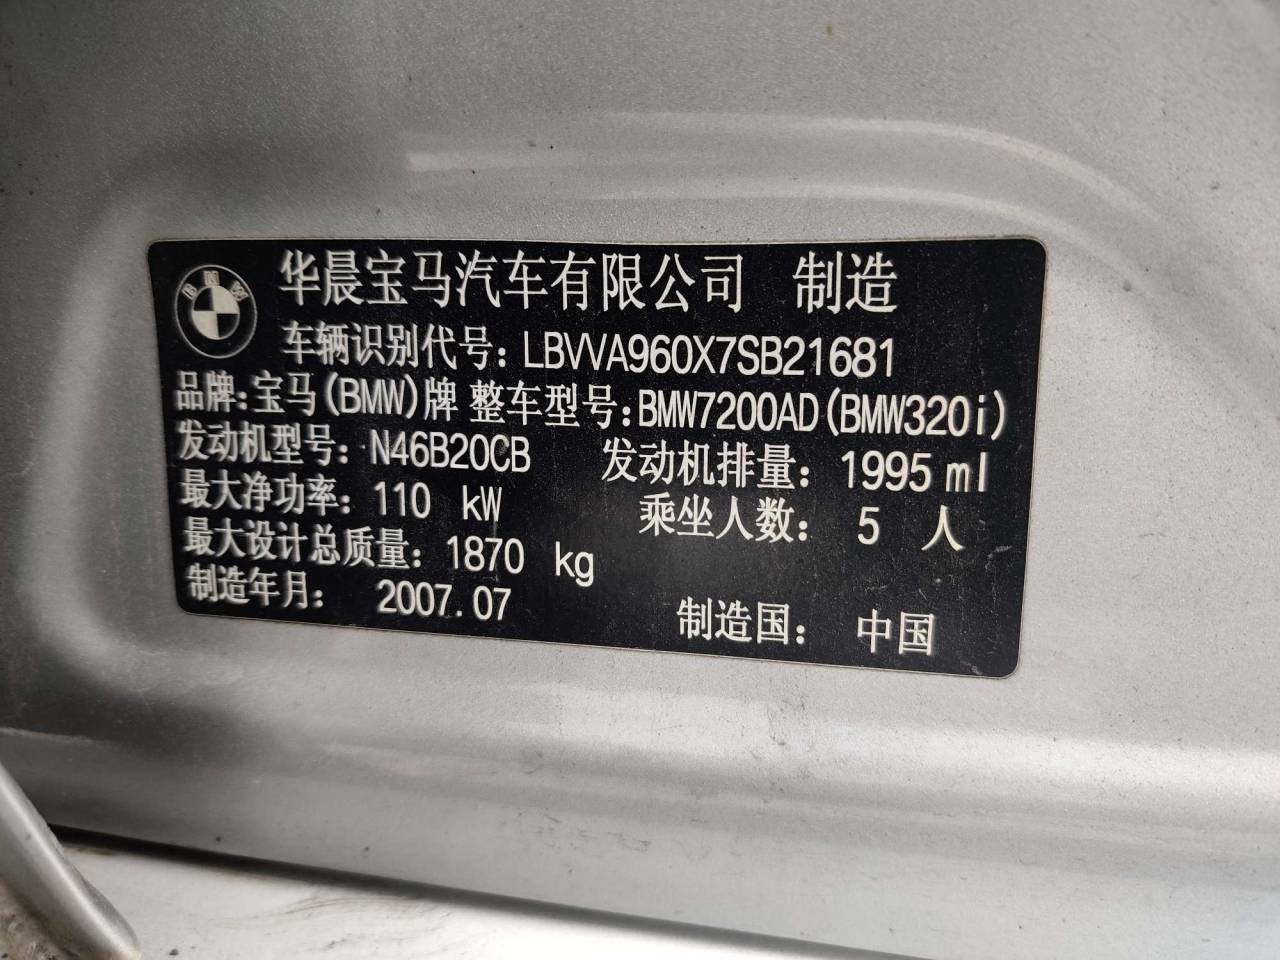 华晨宝马汽车有限公司 制造
车辆识别代号: LBVVA960X7SB21681
品牌:宝马(BMW)牌 整车型号:BMW7200AD(BMW320i)
发动机型号: N46B20CB 发动机排量: 1995 ml
最大净功率: 110 kW 乘坐人数: 5 人
最大设计总质量: 1870 kg
制造年月: 2007.07 制造国: 中国